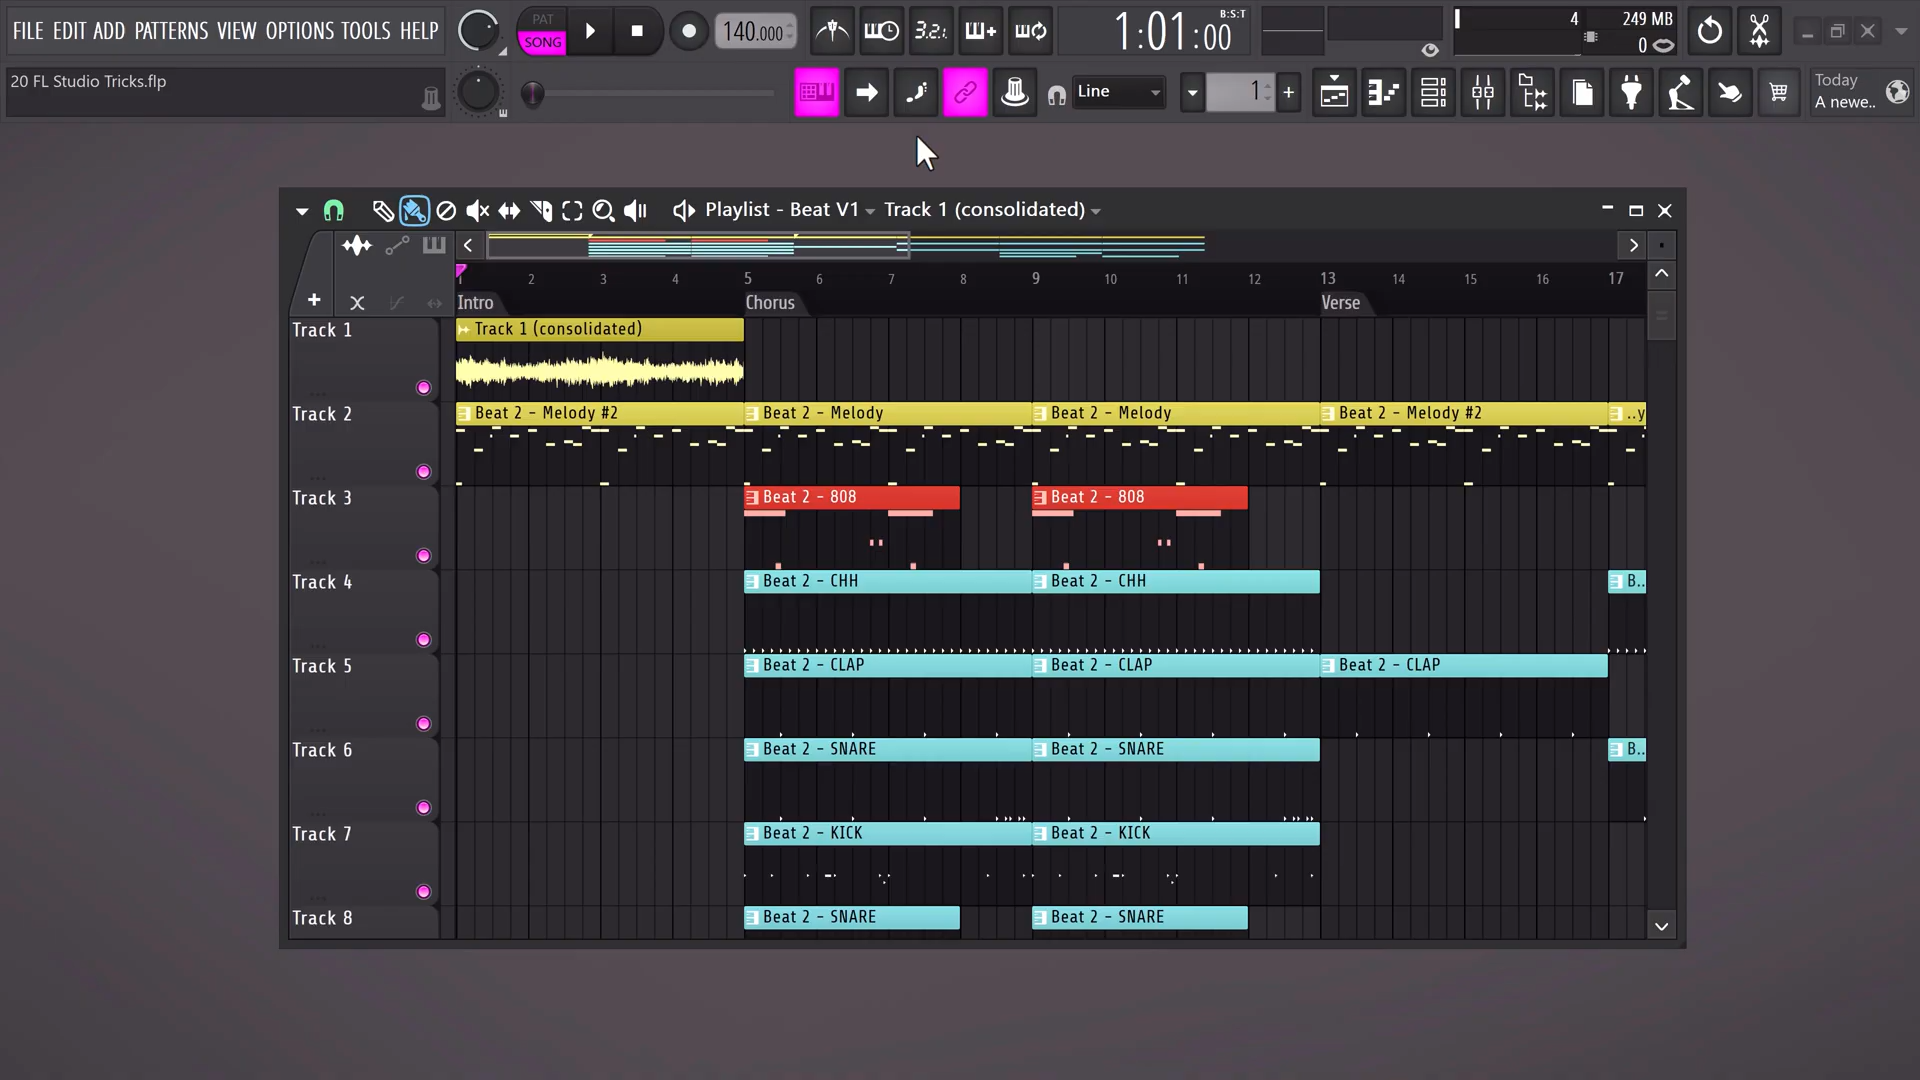 FILE EDIT ADD PATTERNS VIEW OPTIONS TOOLS HELP
PAT
SONG
140.000
3.2.
1:01:00
B:S:T
4
249 MB
0
20 FL Studio Tricks.flp
Line
1
Today
A newe..
Playlist - Beat V1
Track 1 (consolidated)
1 2 3 4 5 6 7 8 9 10 11 12 13 14 15 16 17
Intro
Chorus
Verse
Track 1
Track 1 (consolidated)
Track 2
Beat 2 - Melody #2
Beat 2 - Melody
Beat 2 - Melody
Beat 2 - Melody #2
..y
Track 3
Beat 2 - 808
Beat 2 - 808
Track 4
Beat 2 - CHH
Beat 2 - CHH
B..
Track 5
Beat 2 - CLAP
Beat 2 - CLAP
Beat 2 - CLAP
Track 6
Beat 2 - SNARE
Beat 2 - SNARE
B..
Track 7
Beat 2 - KICK
Beat 2 - KICK
Track 8
Beat 2 - SNARE
Beat 2 - SNARE